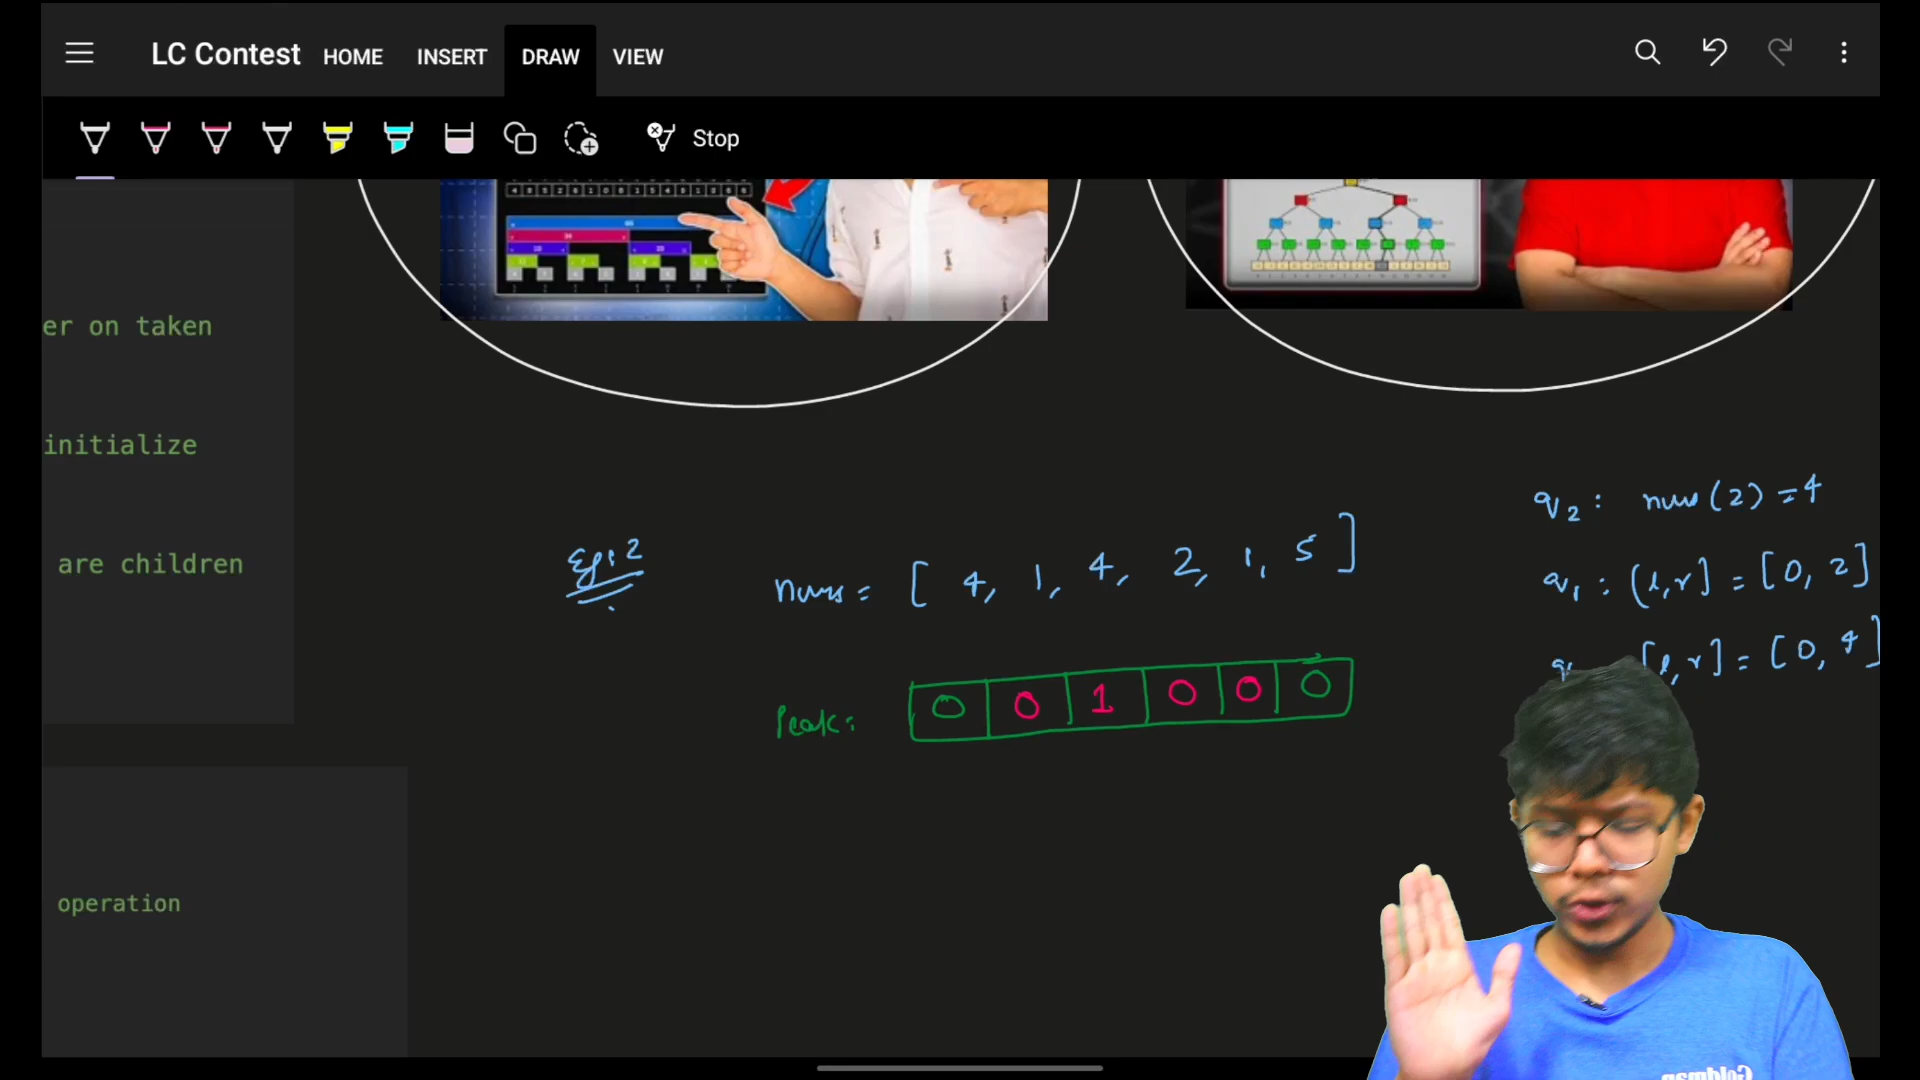 LC Contest HOME INSERT DRAW VIEW
Stop
er on taken
initialize
are children
operation
Eg: 2
nums = [ 4, 1, 4, 2, 1, 5 ]
Peak: 0 0 1 0 0 0
q2 : nums(2) = 4
q1 : (l,r] = [0, 2]
[l,r] = [0, 4]